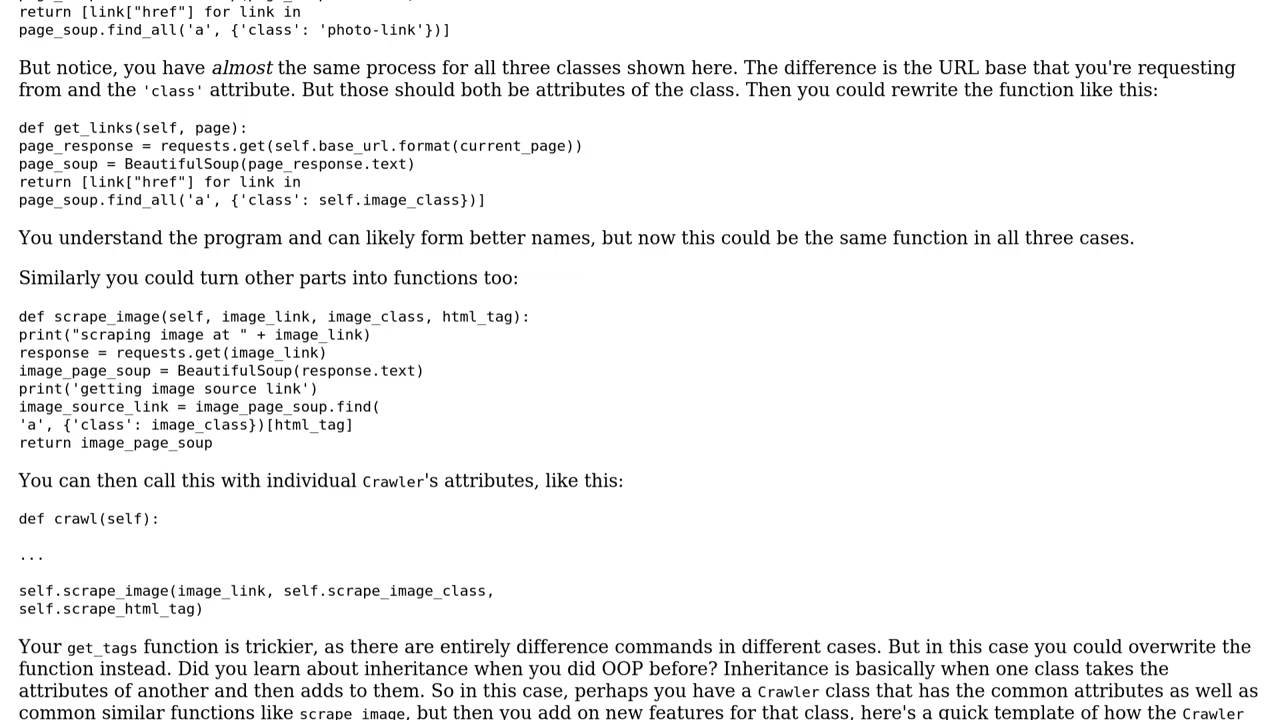 return [link["href"] for link in
page_soup.find_all('a', {'class': 'photo-link'})]
But notice, you have almost the same process for all three classes shown here. The difference is the URL base that you're requesting
from and the 'class' attribute. But those should both be attributes of the class. Then you could rewrite the function like this:
def get_links(self, page):
page_response = requests.get(self.base_url.format(current_page))
page_soup = BeautifulSoup(page_response.text)
return [link["href"] for link in
page_soup.find_all('a', {'class': self.image_class})]
You understand the program and can likely form better names, but now this could be the same function in all three cases.
Similarly you could turn other parts into functions too:
def scrape_image(self, image_link, image_class, html_tag):
print("scraping image at " + image_link)
response = requests.get(image_link)
image_page_soup = BeautifulSoup(response.text)
print('getting image source link')
image_source_link = image_page_soup.find(
'a', {'class': image_class})[html_tag]
return image_page_soup
You can then call this with individual Crawler's attributes, like this:
def crawl(self):
...
self.scrape_image(image_link, self.scrape_image_class,
self.scrape_html_tag)
Your get_tags function is trickier, as there are entirely difference commands in different cases. But in this case you could overwrite the
function instead. Did you learn about inheritance when you did OOP before? Inheritance is basically when one class takes the
attributes of another and then adds to them. So in this case, perhaps you have a Crawler class that has the common attributes as well as
common similar functions like scrape_image, but then you add on new features for that class, here's a quick template of how the Crawler